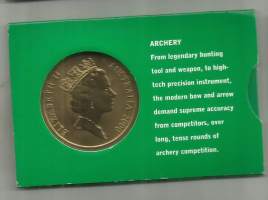 ARCHERY
From legendary hunting
tool and weapon, to high-
tech precision instrument,
the modern bow and arrow
demand supreme accuracy
from competitors, over
long, tense rounds of
archery competition.
ELIZABETH II AUSTRALIA 2000